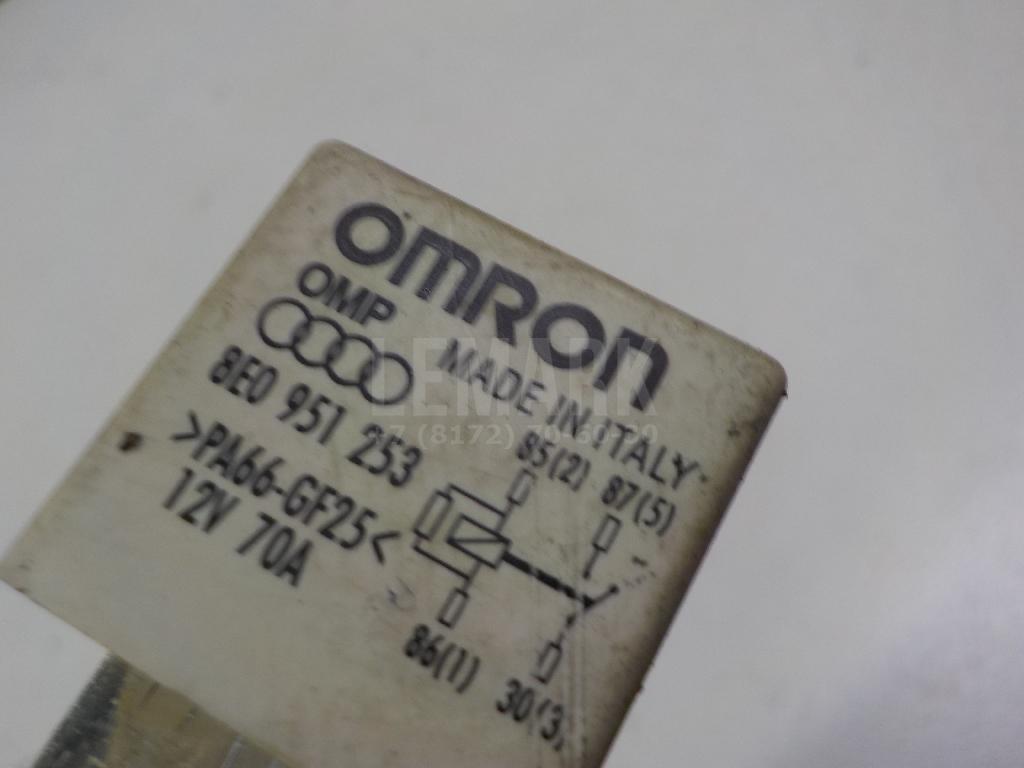 OMRON
OMP
MADE IN ITALY
8E0 951 253
>PA66-GF25<
12V 70A
85(2) 87(5)
86(1) 30(3)
LEMARK